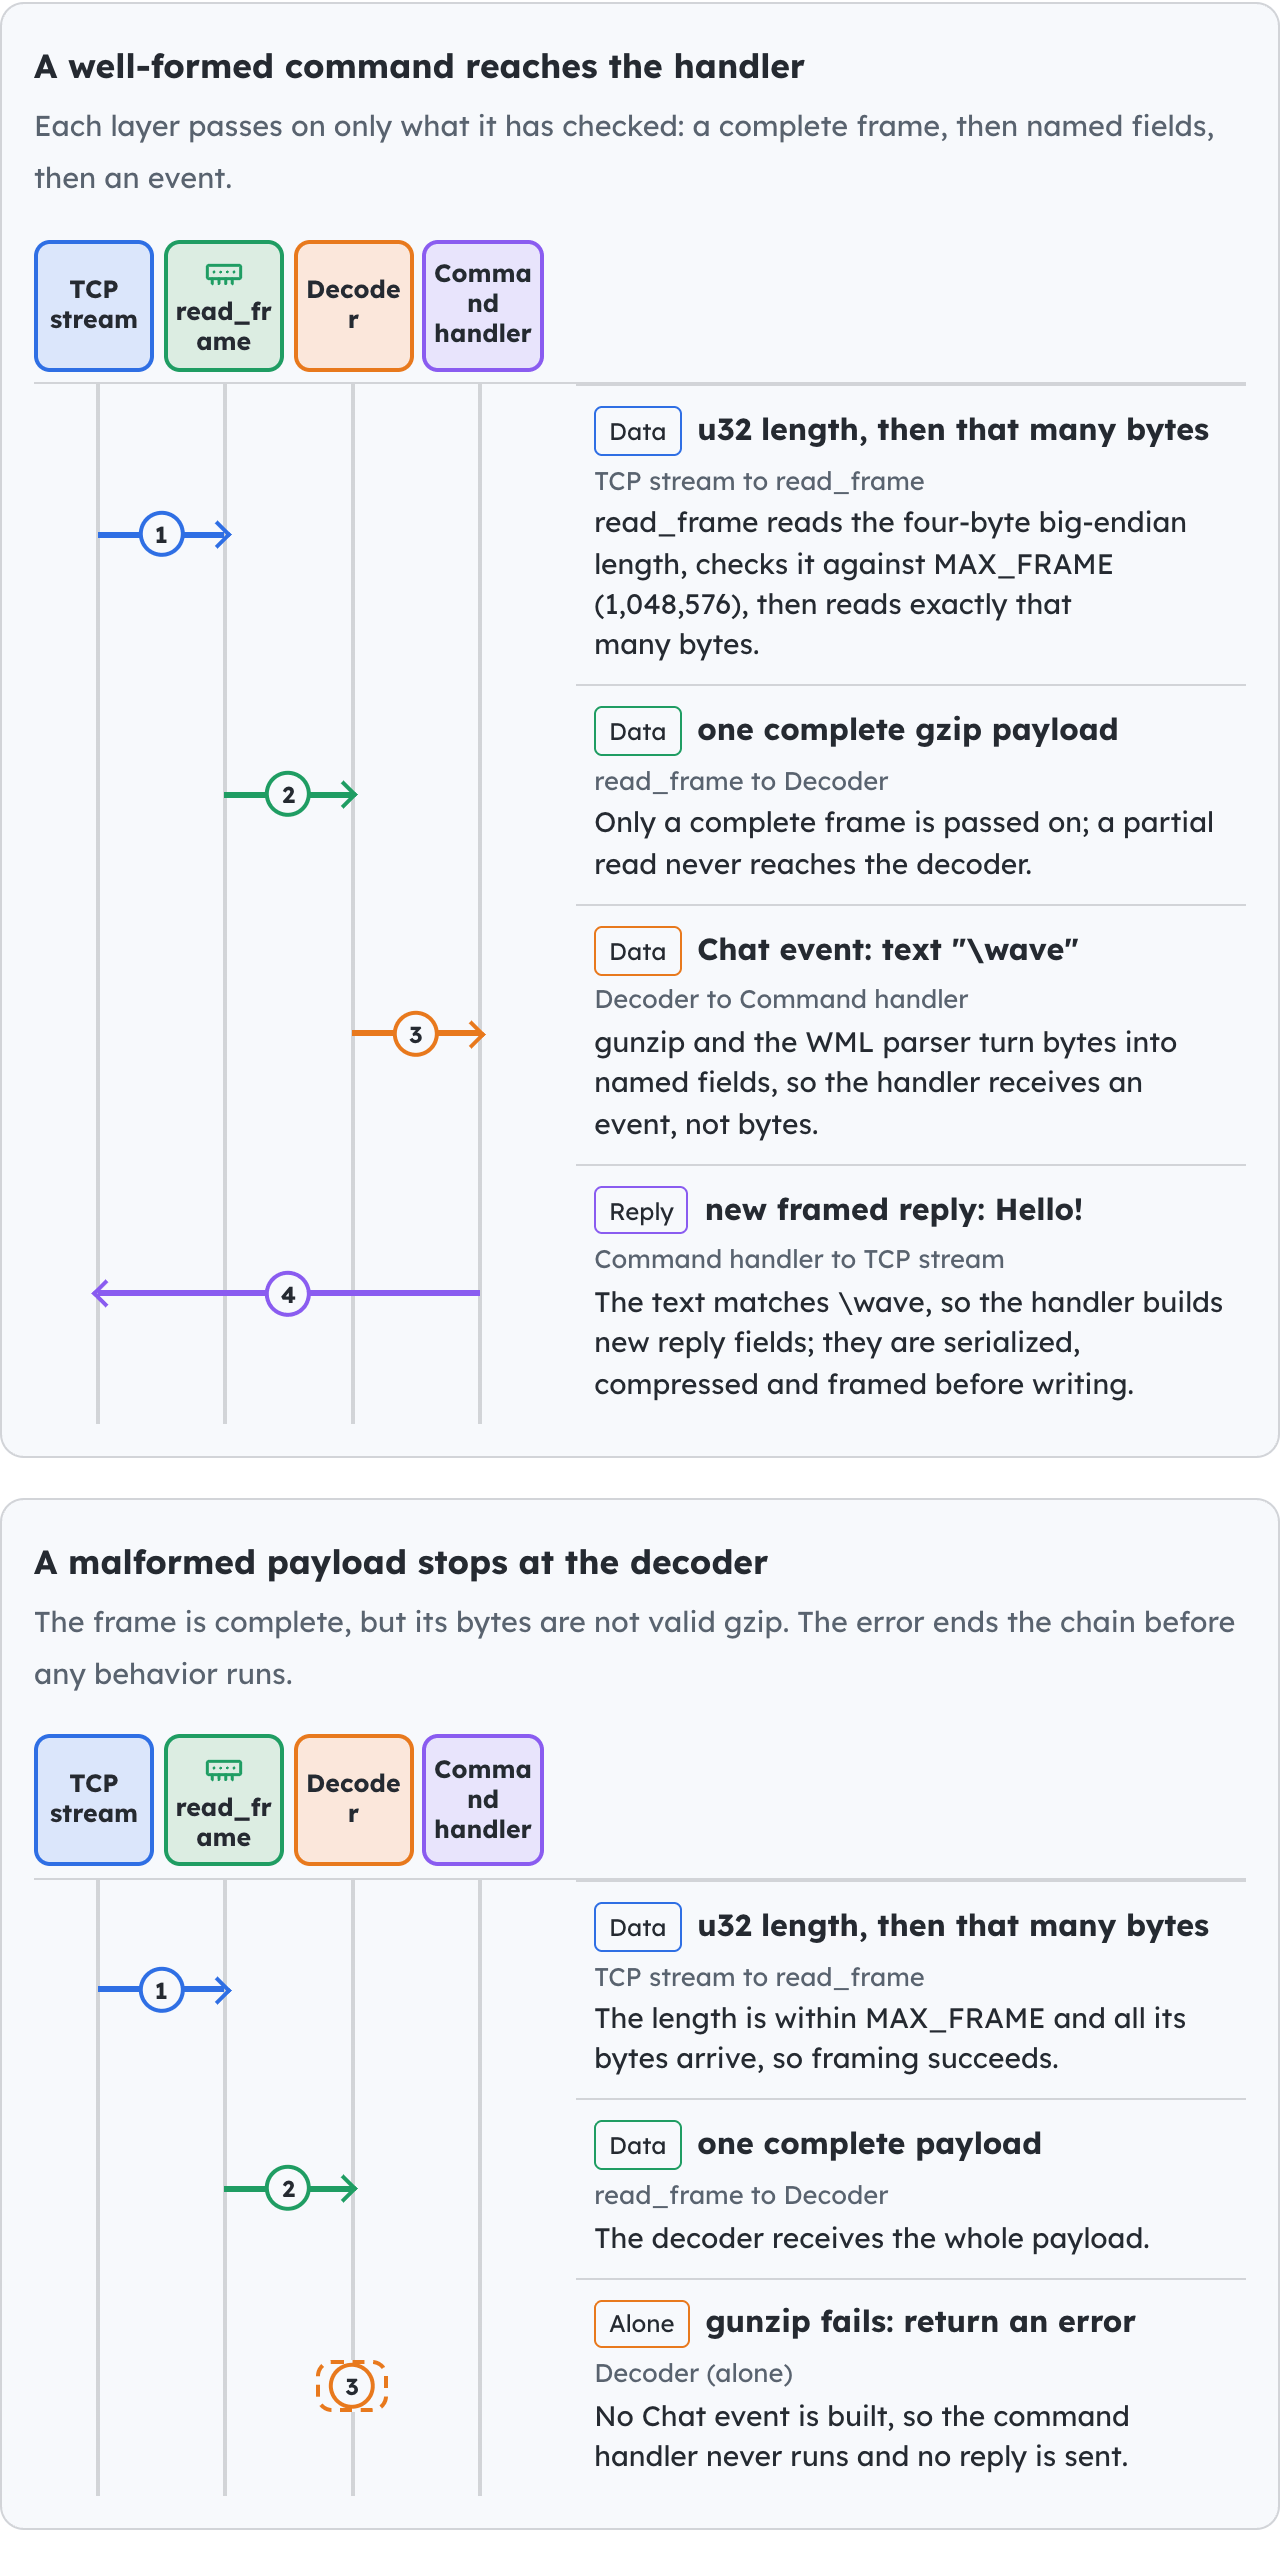 A well-formed command reaches the handler
Each layer passes on only what it has checked: a complete frame, then named fields,
then an event.
TCP
stream
read_fr
ame
Decode
r
Comma
nd
handler
Data u32 length, then that many bytes
TCP stream to read_frame
1
read_frame reads the four-byte big-endian
length, checks it against MAX_FRAME
(1,048,576), then reads exactly that
many bytes.
Data one complete gzip payload
read_frame to Decoder
2
Only a complete frame is passed on; a partial
read never reaches the decoder.
Data Chat event: text "\wave"
Decoder to Command handler
3
gunzip and the WML parser turn bytes into
named fields, so the handler receives an
event, not bytes.
Reply new framed reply: Hello!
Command handler to TCP stream
4
The text matches \wave, so the handler builds
new reply fields; they are serialized,
compressed and framed before writing.
A malformed payload stops at the decoder
The frame is complete, but its bytes are not valid gzip. The error ends the chain before
any behavior runs.
TCP
stream
read_fr
ame
Decode
r
Comma
nd
handler
Data u32 length, then that many bytes
TCP stream to read_frame
1
The length is within MAX_FRAME and all its
bytes arrive, so framing succeeds.
Data one complete payload
read_frame to Decoder
2
The decoder receives the whole payload.
Alone gunzip fails: return an error
Decoder (alone)
3
No Chat event is built, so the command
handler never runs and no reply is sent.